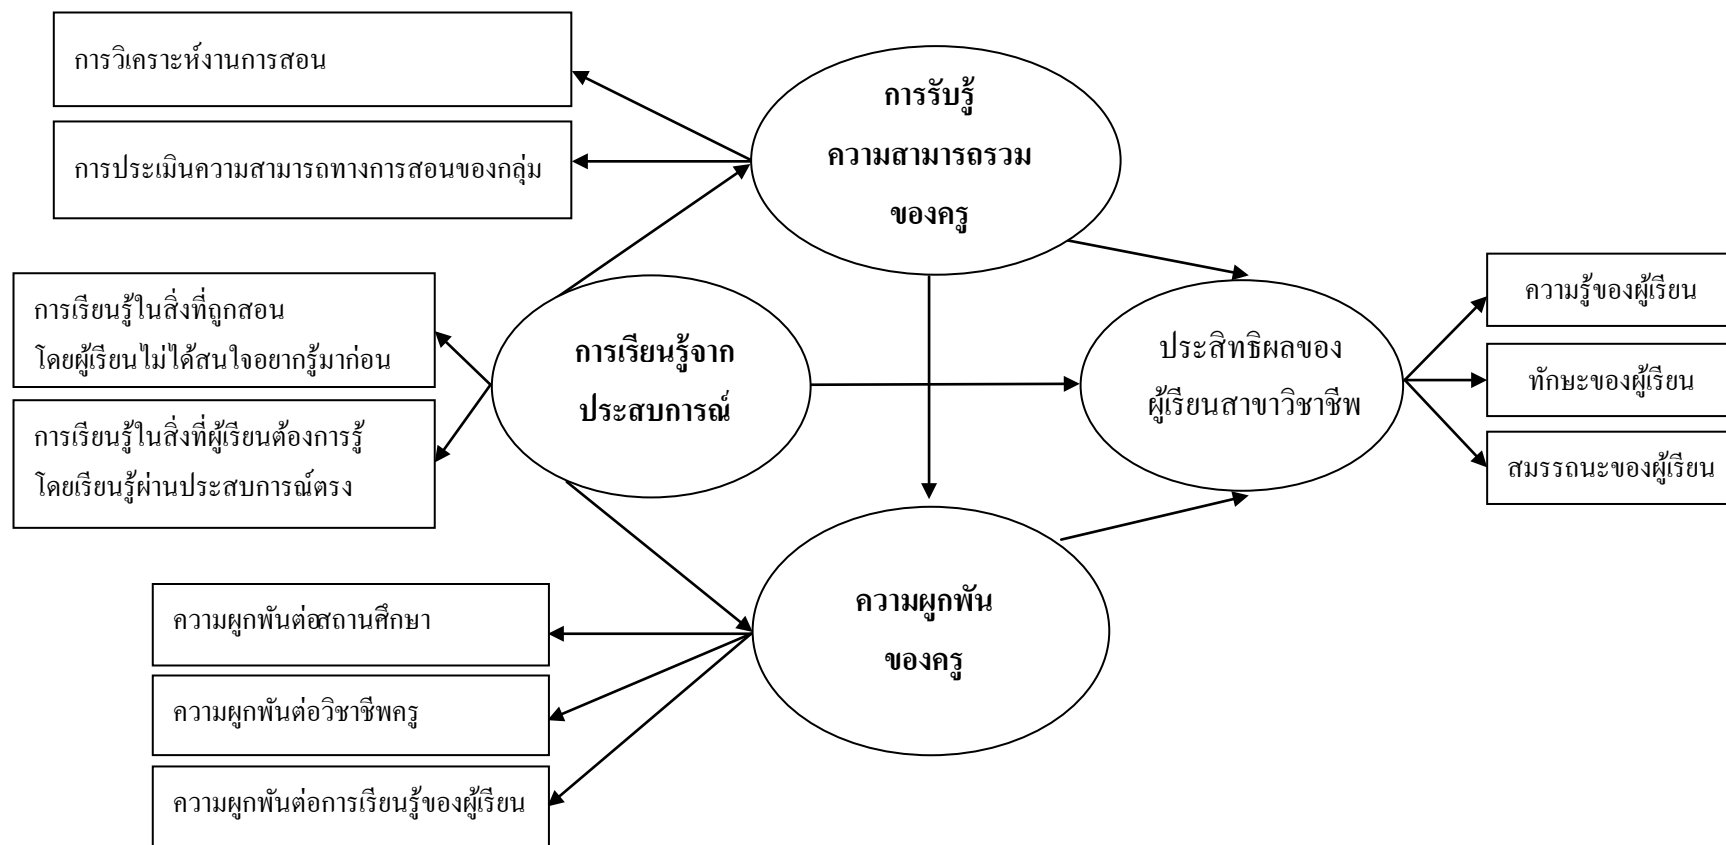 การวิเคราะห์งานการสอน
การประเมินความสามารถทางการสอนของกลุ่ม
การรับรู้
ความสามารถรวม
ของครู
การเรียนรู้ในสิ่งที่ถูกสอน
โดยผู้เรียนไม่ได้สนใจอยากรู้มาก่อน
การเรียนรู้ในสิ่งที่ผู้เรียนต้องการรู้
โดยเรียนรู้ผ่านประสบการณ์ตรง
การเรียนรู้จาก
ประสบการณ์
ประสิทธิผลของ
ผู้เรียนสาขาวิชาชีพ
ความรู้ของผู้เรียน
ทักษะของผู้เรียน
สมรรถนะของผู้เรียน
ความผูกพันต่อสถานศึกษา
ความผูกพันต่อวิชาชีพครู
ความผูกพันต่อการเรียนรู้ของผู้เรียน
ความผูกพัน
ของครู